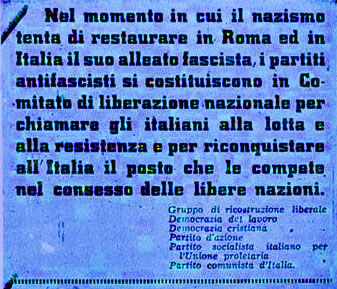 Nel momento in cui il nazismo
tenta di restaurare in Roma ed in
Italia il suo alleato fascista, i partiti
antifascisti si costituiscono in Co-
mitato di liberazione nazionale per
chiamare gli italiani alla lotta e
alla resistenza e per riconquistare
all'Italia il posto che le compete
nel consesso delle libere nazioni.
Gruppo di ricostruzione liberale
Democrazia del lavoro
Democrazia cristiana
Partito d'azione
Partito socialista italiano per
l'Unione proletaria
Partito comunista d'Italia.